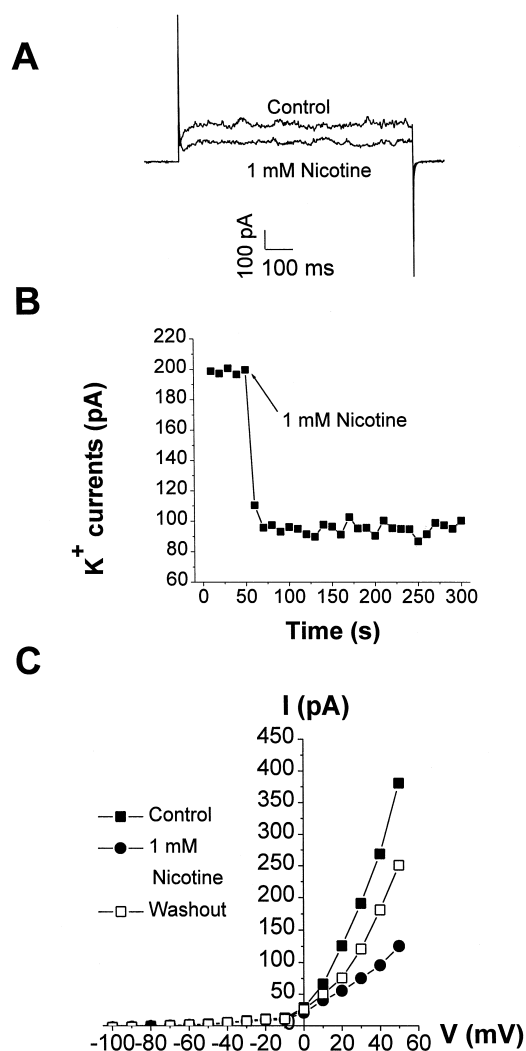 A
Control
1 mM Nicotine
100 pA
100 ms
B
220
200
180
160
140
120
100
80
60
K+ currents (pA)
1 mM Nicotine
0 50 100 150 200 250 300
Time (s)
C
I (pA)
450
400
350
300
250
200
150
100
50
0
Control
1 mM
Nicotine
Washout
-100 -80 -60 -40 -20 0 20 40 60
V (mV)